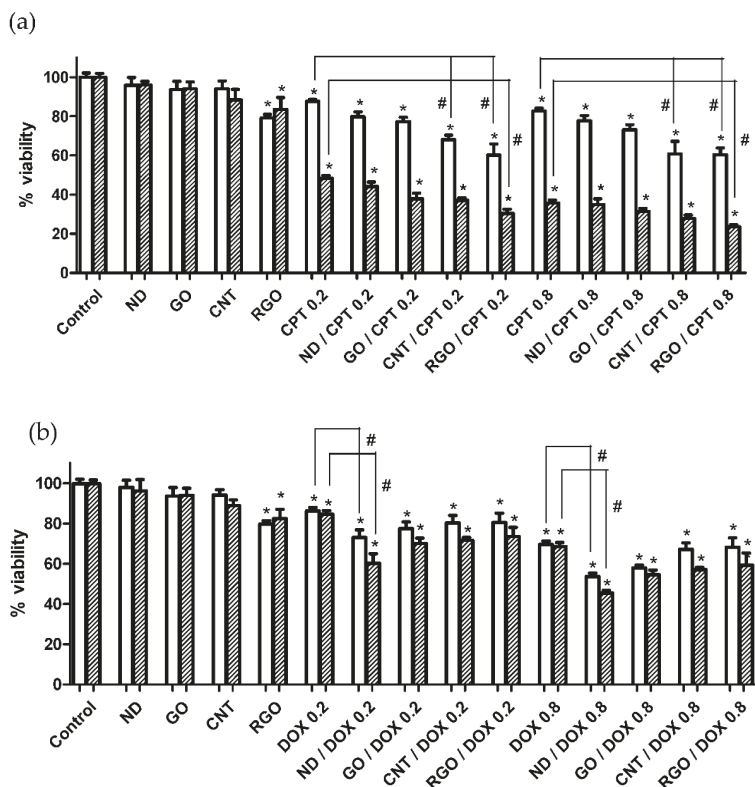 (a)
% viability
100
80
60
40
20
0
* * * * * * * * * * * * * * * * * * * * * *
# # # # # #
Control
ND
GO
CNT
RGO
CPT 0.2
ND / CPT 0.2
GO / CPT 0.2
CNT / CPT 0.2
RGO / CPT 0.2
CPT 0.8
ND / CPT 0.8
GO / CPT 0.8
CNT / CPT 0.8
RGO / CPT 0.8
(b)
% viability
100
80
60
40
20
0
* * * * * * * * * * * * * * * * * * * * * *
# # # #
Control
ND
GO
CNT
RGO
DOX 0.2
ND / DOX 0.2
GO / DOX 0.2
CNT / DOX 0.2
RGO / DOX 0.2
DOX 0.8
ND / DOX 0.8
GO / DOX 0.8
CNT / DOX 0.8
RGO / DOX 0.8